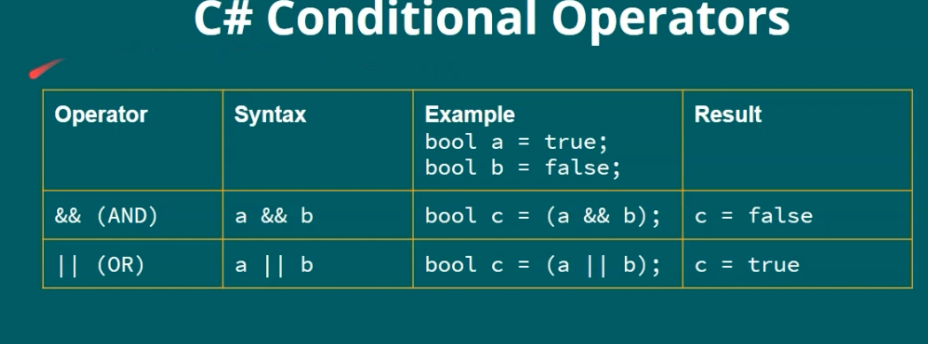 C# Conditional Operators
Operator Syntax Example Result
bool a = true;
bool b = false;
&& (AND) a && b bool c = (a && b); c = false
|| (OR) a || b bool c = (a || b); c = true